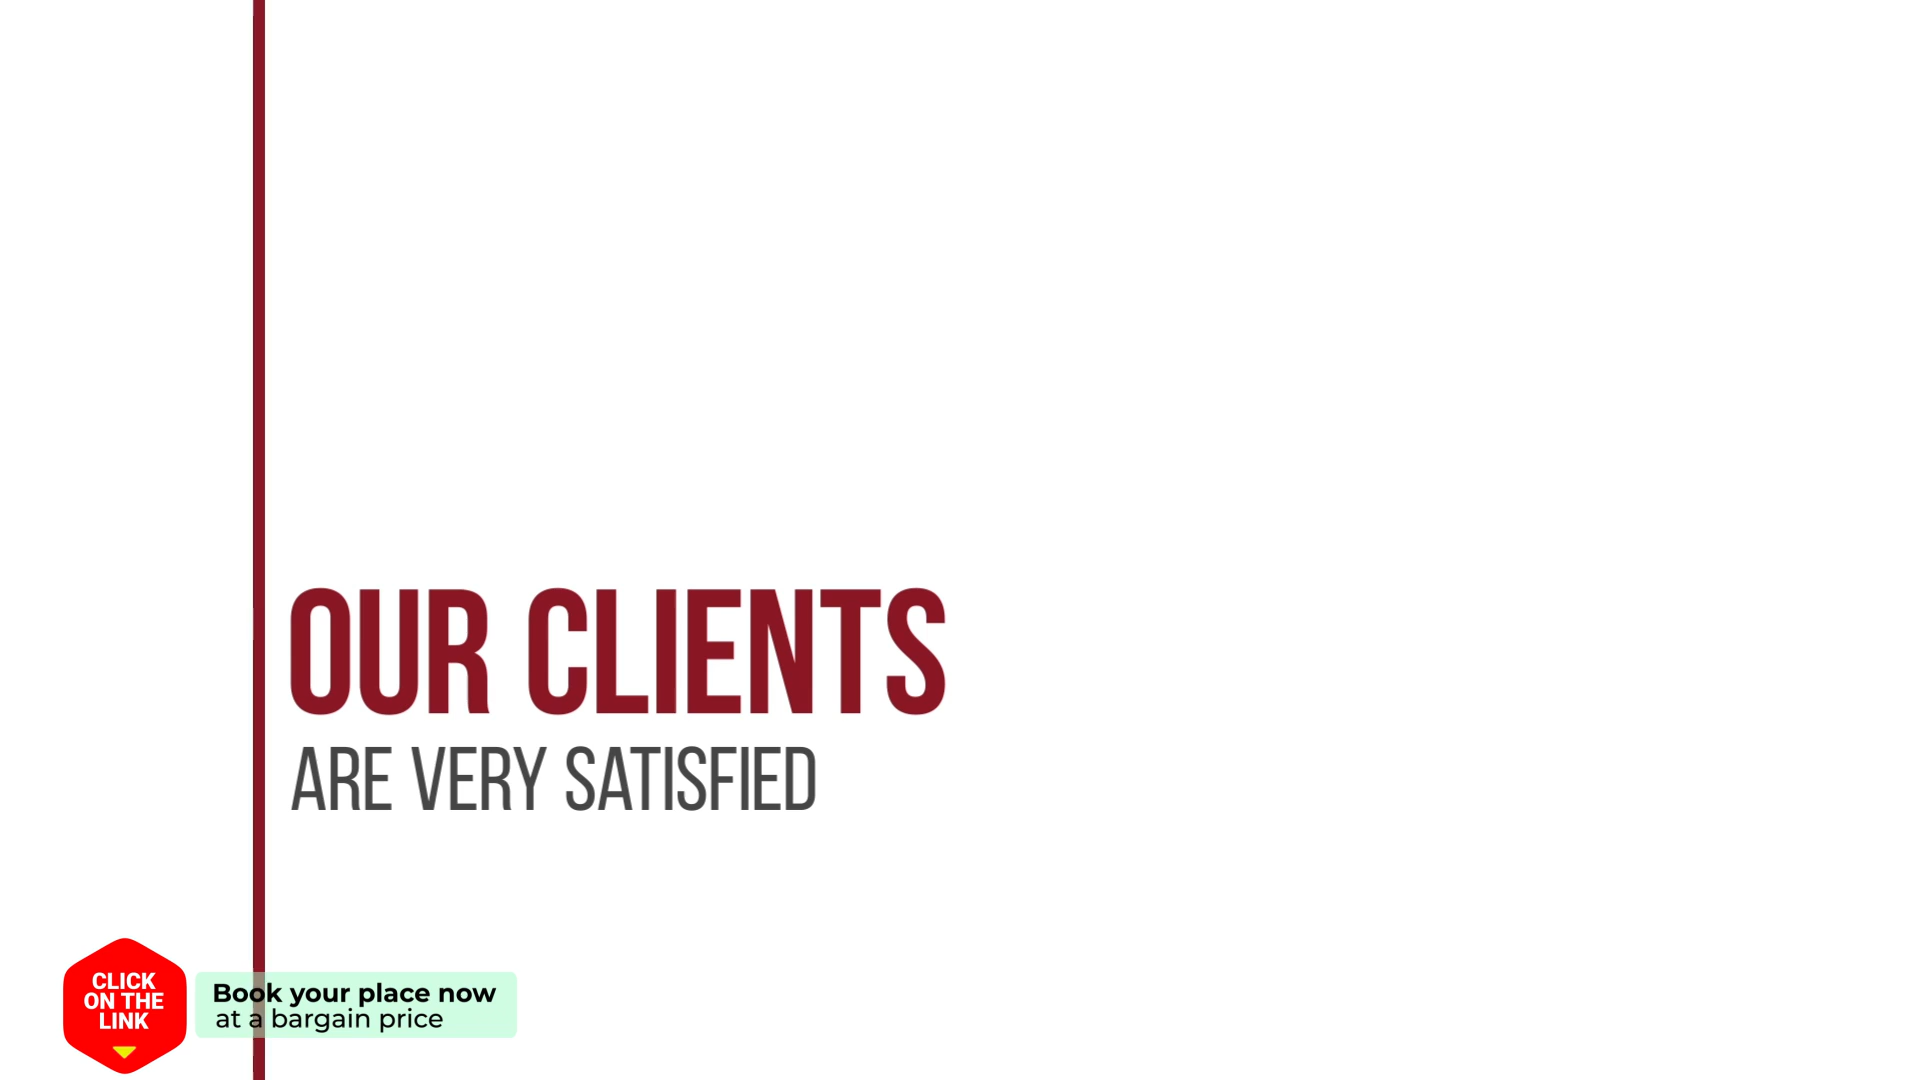 OUR CLIENTS
ARE VERY SATISFIED
CLICK
ON THE
LINK
Book your place now
at a bargain price